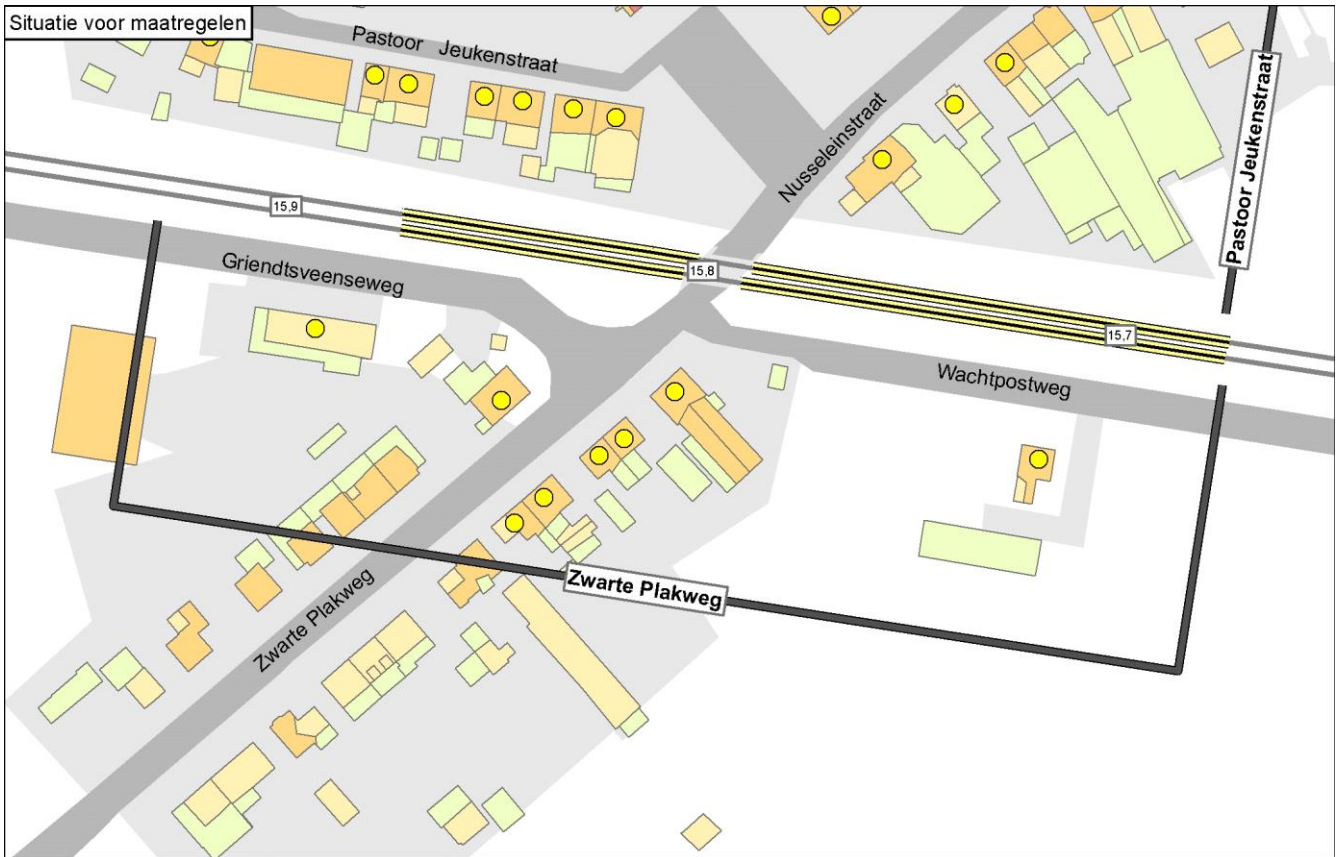 Situatie voor maatregelen
Pastoor Jeukenstraat
Nusseleinstraat
Pastoor Jeukenstraat
15,9
Griendtsveenseweg
15,8
15,7
Wachtpostweg
Zwarte Plakweg
Zwarte Plakweg